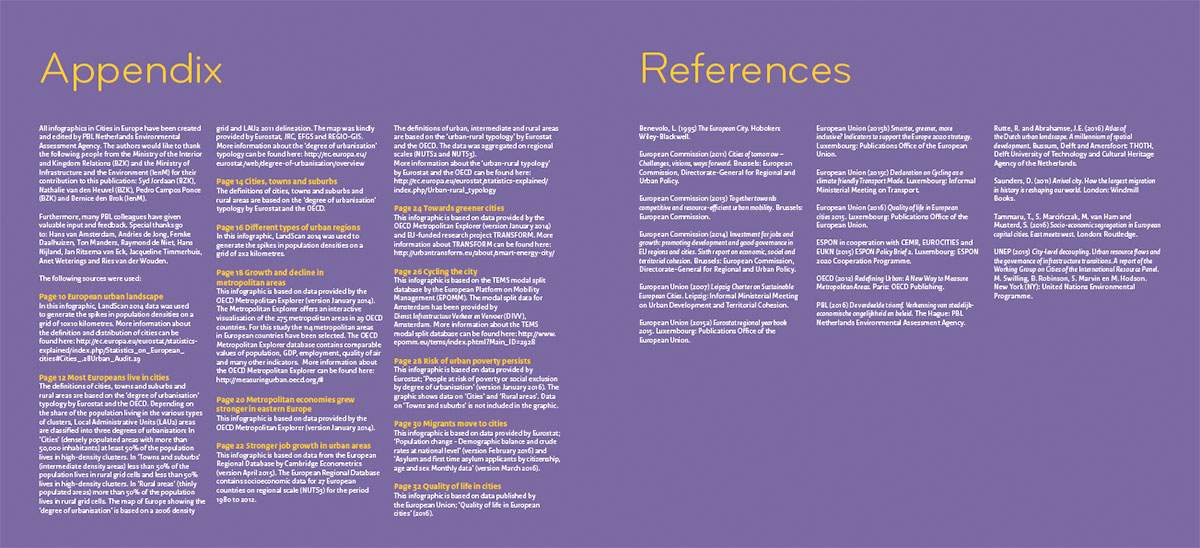 Appendix
All infographics in Cities in Europe have been created
and edited by PBL Netherlands Environmental
Assessment Agency. The authors would like to thank
the following people from the Ministry of the Interior
and Kingdom Relations (BZK) and the Ministry of
Infrastructure and the Environment (IenM) for their
contribution to this publication: Syd Jordaan (BZK),
Nathalie van den Heuvel (BZK), Pedro Campos Ponce
(BZK) and Bernice den Brok (IenM).
Furthermore, many PBL colleagues have given
valuable input and feedback. Special thanks go
to: Hans van Amsterdam, Andries de Jong, Femke
Daalhuizen, Ton Manders, Raymond de Niet, Hans
Nijland, Jan Ritsema van Eck, Jacqueline Timmerhuis,
Anet Weterings and Ries van der Wouden.
The following sources were used:
Page 10 European urban landscape
In this infographic, LandScan 2014 data was used
to generate the spikes in population densities on a
grid of 10x10 kilometres. More information about
the definition and distribution of cities can be
found here: http://ec.europa.eu/eurostat/statistics-
explained/index.php/Statistics_on_European_
cities#Cities_.28Urban_Audit.29
Page 12 Most Europeans live in cities
The definitions of cities, towns and suburbs and
rural areas are based on the 'degree of urbanisation'
typology by Eurostat and the OECD. Depending on
the share of the population living in the various types
of clusters, Local Administrative Units (LAU2) areas
are classified into three degrees of urbanisation: In
'Cities' (densely populated areas with more than
50,000 inhabitants) at least 50% of the population
lives in high-density clusters. In 'Towns and suburbs'
(intermediate density areas) less than 50% of the
population lives in rural grid cells and less than 50%
lives in high-density clusters. In 'Rural areas' (thinly
populated areas) more than 50% of the population
lives in rural grid cells. The map of Europe showing the
'degree of urbanisation' is based on a 2006 density
grid and LAU2 2011 delineation. The map was kindly
provided by Eurostat, JRC, EFGS and REGIO-GIS.
More information about the 'degree of urbanisation'
typology can be found here: http://ec.europa.eu/
eurostat/web/degree-of-urbanisation/overview
Page 14 Cities, towns and suburbs
The definitions of cities, towns and suburbs and
rural areas are based on the 'degree of urbanisation'
typology by Eurostat and the OECD.
Page 16 Different types of urban regions
In this infographic, LandScan 2014 was used to
generate the spikes in population densities on a
grid of 2x2 kilometres.
Page 18 Growth and decline in
metropolitan areas
This infographic is based on data provided by the
OECD Metropolitan Explorer (version January 2014).
The Metropolitan Explorer offers an interactive
visualisation of the 275 metropolitan areas in 29 OECD
countries. For this study the 114 metropolitan areas
in European countries have been selected. The OECD
Metropolitan Explorer database contains comparable
values of population, GDP, employment, quality of air
and many other indicators. More information about
the OECD Metropolitan Explorer can be found here:
http://measuringurban.oecd.org/#
Page 20 Metropolitan economies grew
stronger in eastern Europe
This infographic is based on data provided by the
OECD Metropolitan Explorer (version January 2014).
Page 22 Stronger job growth in urban areas
This infographic is based on data from the European
Regional Database by Cambridge Econometrics
(version April 2015). The European Regional Database
contains socioeconomic data for 27 European
countries on regional scale (NUTS3) for the period
1980 to 2012.
The definitions of urban, intermediate and rural areas
are based on the 'urban-rural typology' by Eurostat
and the OECD. The data was aggregated on regional
scales (NUTS2 and NUTS3).
More information about the 'urban-rural typology'
by Eurostat and the OECD can be found here:
http://ec.europa.eu/eurostat/statistics-explained/
index.php/Urban-rural_typology
Page 24 Towards greener cities
This infographic is based on data provided by the
OECD Metropolitan Explorer (version January 2014)
and EU-funded research project TRANSFORM. More
information about TRANSFORM can be found here:
http://urbantransform.eu/about/smart-energy-city/
Page 26 Cycling the city
This infographic is based on the TEMS modal split
database by the European Platform on Mobility
Management (EPOMM). The modal split data for
Amsterdam has been provided by
Dienst Infrastructuur Verkeer en Vervoer (DIVV),
Amsterdam. More information about the TEMS
modal split database can be found here: http://www.
epomm.eu/tems/index.phtml?Main_ID=2928
Page 28 Risk of urban poverty persists
This infographic is based on data provided by
Eurostat; 'People at risk of poverty or social exclusion
by degree of urbanisation' (version January 2016). The
graphic shows data on 'Cities' and 'Rural areas'. Data
on 'Towns and suburbs' is not included in the graphic.
Page 30 Migrants move to cities
This infographic is based on data provided by Eurostat;
'Population change - Demographic balance and crude
rates at national level' (version February 2016) and
'Asylum and first time asylum applicants by citizenship,
age and sex Monthly data' (version March 2016).
Page 32 Quality of life in cities
This infographic is based on data published by
the European Union; 'Quality of life in European
cities' (2016).
References
Benevolo, L. (1995) The European City. Hoboken:
Wiley-Blackwell.
European Commission (2011) Cities of tomorrow –
Challenges, visions, ways forward. Brussels: European
Commission, Directorate-General for Regional and
Urban Policy.
European Commission (2013) Together towards
competitive and resource-efficient urban mobility. Brussels:
European Commission.
European Commission (2014) Investment for jobs and
growth: promoting development and good governance in
EU regions and cities. Sixth report on economic, social and
territorial cohesion. Brussels: European Commission,
Directorate-General for Regional and Urban Policy.
European Union (2007) Leipzig Charter on Sustainable
European Cities. Leipzig: Informal Ministerial Meeting
on Urban Development and Territorial Cohesion.
European Union (2015a) Eurostat regional yearbook
2015. Luxembourg: Publications Office of the
European Union.
European Union (2015b) Smarter, greener, more
inclusive? Indicators to support the Europe 2020 strategy.
Luxembourg: Publications Office of the European
Union.
European Union (2015c) Declaration on Cycling as a
climate friendly Transport Mode. Luxembourg: Informal
Ministerial Meeting on Transport.
European Union (2016) Quality of life in European
cities 2015. Luxembourg: Publications Office of the
European Union.
ESPON in cooperation with CEMR, EUROCITIES and
EUKN (2015) ESPON Policy Brief 2. Luxembourg: ESPON
2020 Cooperation Programme.
OECD (2012) Redefining Urban: A New Way to Measure
Metropolitan Areas. Paris: OECD Publishing.
PBL (2016) De verdeelde triomf. Verkenning van stedelijk-
economische ongelijkheid en beleid. The Hague: PBL
Netherlands Environmental Assessment Agency.
Rutte, R. and Abrahamse, J.E. (2016) Atlas of
the Dutch urban landscape. A millennium of spatial
development. Bussum, Delft and Amersfoort: THOTH,
Delft University of Technology and Cultural Heritage
Agency of the Netherlands.
Saunders, D. (2011) Arrival city. How the largest migration
in history is reshaping our world. London: Windmill
Books.
Tammaru, T., S. Marcińczak, M. van Ham and
Musterd, S. (2016) Socio-economic segregation in European
capital cities. East meets west. London: Routledge.
UNEP (2013) City-level decoupling. Urban resource flows and
the governance of infrastructure transitions. A report of the
Working Group on Cities of the International Resource Panel.
M. Swilling, B. Robinson, S. Marvin en M. Hodson.
New York (NY): United Nations Environmental
Programme.